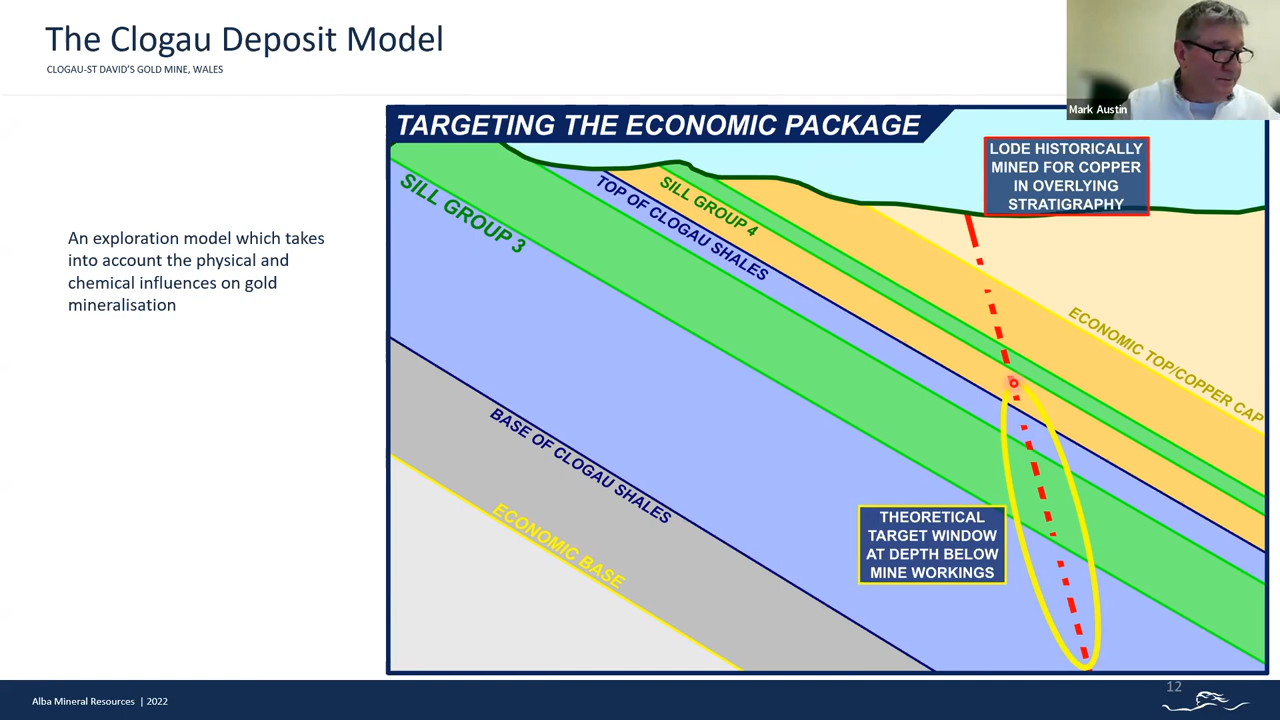 The Clogau Deposit Model
CLOGAU-ST DAVID'S GOLD MINE, WALES
Mark Austin
An exploration model which takes
into account the physical and
chemical influences on gold
mineralisation
TARGETING THE ECONOMIC PACKAGE
LODE HISTORICALLY
MINED FOR COPPER
IN OVERLYING
STRATIGRAPHY
SILL GROUP 3
TOP OF CLOGAU SHALES
SILL GROUP 4
ECONOMIC TOP/COPPER CAP
BASE OF CLOGAU SHALES
ECONOMIC BASE
THEORETICAL
TARGET WINDOW
AT DEPTH BELOW
MINE WORKINGS
Alba Mineral Resources | 2022
12